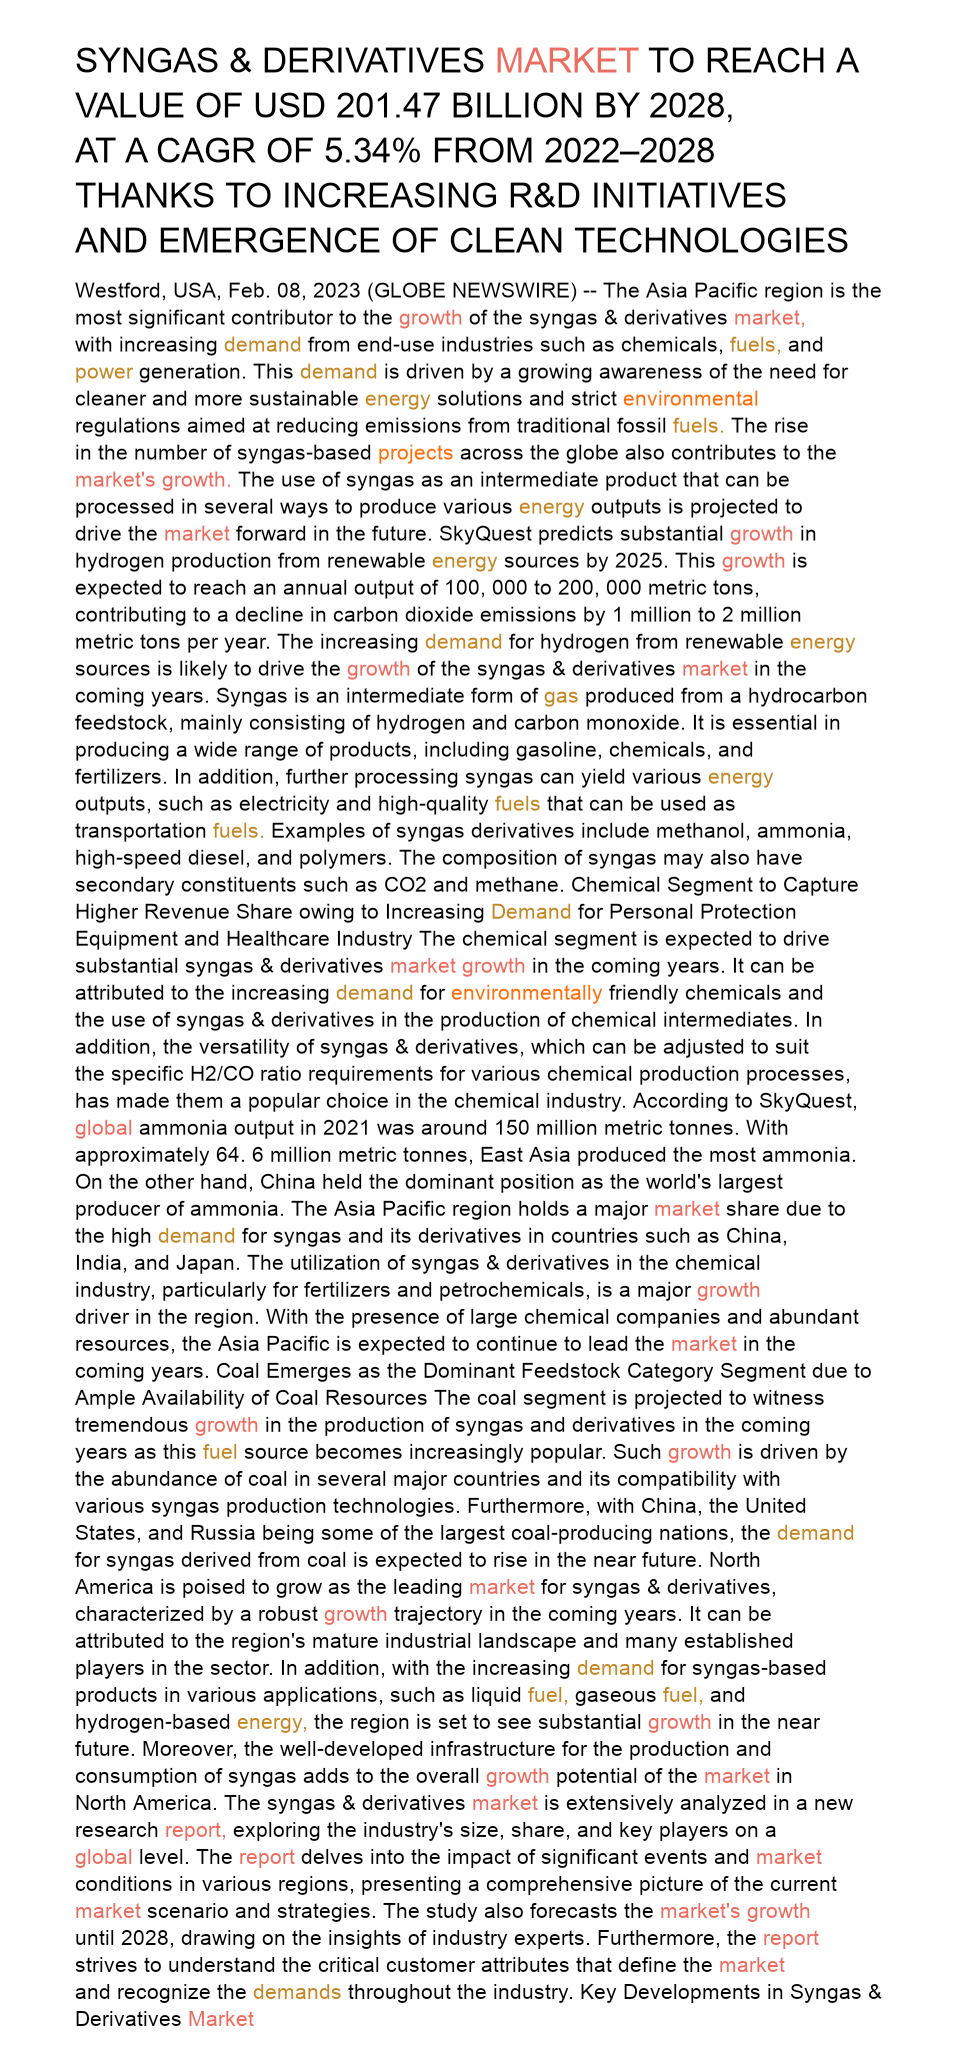 SYNGAS & DERIVATIVES MARKET TO REACH A
VALUE OF USD 201.47 BILLION BY 2028,
AT A CAGR OF 5.34% FROM 2022–2028
THANKS TO INCREASING R&D INITIATIVES
AND EMERGENCE OF CLEAN TECHNOLOGIES
Westford, USA, Feb. 08, 2023 (GLOBE NEWSWIRE) -- The Asia Pacific region is the
most significant contributor to the growth of the syngas & derivatives market,
with increasing demand from end-use industries such as chemicals, fuels, and
power generation. This demand is driven by a growing awareness of the need for
cleaner and more sustainable energy solutions and strict environmental
regulations aimed at reducing emissions from traditional fossil fuels. The rise
in the number of syngas-based projects across the globe also contributes to the
market's growth. The use of syngas as an intermediate product that can be
processed in several ways to produce various energy outputs is projected to
drive the market forward in the future. SkyQuest predicts substantial growth in
hydrogen production from renewable energy sources by 2025. This growth is
expected to reach an annual output of 100, 000 to 200, 000 metric tons,
contributing to a decline in carbon dioxide emissions by 1 million to 2 million
metric tons per year. The increasing demand for hydrogen from renewable energy
sources is likely to drive the growth of the syngas & derivatives market in the
coming years. Syngas is an intermediate form of gas produced from a hydrocarbon
feedstock, mainly consisting of hydrogen and carbon monoxide. It is essential in
producing a wide range of products, including gasoline, chemicals, and
fertilizers. In addition, further processing syngas can yield various energy
outputs, such as electricity and high-quality fuels that can be used as
transportation fuels. Examples of syngas derivatives include methanol, ammonia,
high-speed diesel, and polymers. The composition of syngas may also have
secondary constituents such as CO2 and methane. Chemical Segment to Capture
Higher Revenue Share owing to Increasing Demand for Personal Protection
Equipment and Healthcare Industry The chemical segment is expected to drive
substantial syngas & derivatives market growth in the coming years. It can be
attributed to the increasing demand for environmentally friendly chemicals and
the use of syngas & derivatives in the production of chemical intermediates. In
addition, the versatility of syngas & derivatives, which can be adjusted to suit
the specific H2/CO ratio requirements for various chemical production processes,
has made them a popular choice in the chemical industry. According to SkyQuest,
global ammonia output in 2021 was around 150 million metric tonnes. With
approximately 64. 6 million metric tonnes, East Asia produced the most ammonia.
On the other hand, China held the dominant position as the world's largest
producer of ammonia. The Asia Pacific region holds a major market share due to
the high demand for syngas and its derivatives in countries such as China,
India, and Japan. The utilization of syngas & derivatives in the chemical
industry, particularly for fertilizers and petrochemicals, is a major growth
driver in the region. With the presence of large chemical companies and abundant
resources, the Asia Pacific is expected to continue to lead the market in the
coming years. Coal Emerges as the Dominant Feedstock Category Segment due to
Ample Availability of Coal Resources The coal segment is projected to witness
tremendous growth in the production of syngas and derivatives in the coming
years as this fuel source becomes increasingly popular. Such growth is driven by
the abundance of coal in several major countries and its compatibility with
various syngas production technologies. Furthermore, with China, the United
States, and Russia being some of the largest coal-producing nations, the demand
for syngas derived from coal is expected to rise in the near future. North
America is poised to grow as the leading market for syngas & derivatives,
characterized by a robust growth trajectory in the coming years. It can be
attributed to the region's mature industrial landscape and many established
players in the sector. In addition, with the increasing demand for syngas-based
products in various applications, such as liquid fuel, gaseous fuel, and
hydrogen-based energy, the region is set to see substantial growth in the near
future. Moreover, the well-developed infrastructure for the production and
consumption of syngas adds to the overall growth potential of the market in
North America. The syngas & derivatives market is extensively analyzed in a new
research report, exploring the industry's size, share, and key players on a
global level. The report delves into the impact of significant events and market
conditions in various regions, presenting a comprehensive picture of the current
market scenario and strategies. The study also forecasts the market's growth
until 2028, drawing on the insights of industry experts. Furthermore, the report
strives to understand the critical customer attributes that define the market
and recognize the demands throughout the industry. Key Developments in Syngas &
Derivatives Market